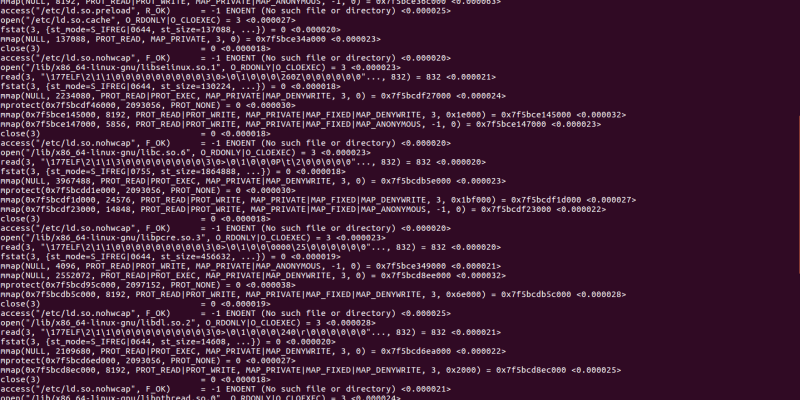 mmap(NULL, 8192, PROT_READ|PROT_WRITE, MAP_PRIVATE|MAP_ANONYMOUS, -1, 0) = 0x7f5bce36c000 <0.000063>
access("/etc/ld.so.preload", R_OK)      = -1 ENOENT (No such file or directory) <0.000025>
open("/etc/ld.so.cache", O_RDONLY|O_CLOEXEC) = 3 <0.000027>
fstat(3, {st_mode=S_IFREG|0644, st_size=137088, ...}) = 0 <0.000020>
mmap(NULL, 137088, PROT_READ, MAP_PRIVATE, 3, 0) = 0x7f5bce34a000 <0.000023>
close(3)                                = 0 <0.000018>
access("/etc/ld.so.nohwcap", F_OK)      = -1 ENOENT (No such file or directory) <0.000020>
open("/lib/x86_64-linux-gnu/libselinux.so.1", O_RDONLY|O_CLOEXEC) = 3 <0.000023>
read(3, "\177ELF\2\1\1\0\0\0\0\0\0\0\0\0\3\0>\0\1\0\0\0\260Z\0\0\0\0\0\0"..., 832) = 832 <0.000021>
fstat(3, {st_mode=S_IFREG|0644, st_size=130224, ...}) = 0 <0.000018>
mmap(NULL, 2234080, PROT_READ|PROT_EXEC, MAP_PRIVATE|MAP_DENYWRITE, 3, 0) = 0x7f5bcdf27000 <0.000024>
mprotect(0x7f5bcdf46000, 2093056, PROT_NONE) = 0 <0.000030>
mmap(0x7f5bce145000, 8192, PROT_READ|PROT_WRITE, MAP_PRIVATE|MAP_FIXED|MAP_DENYWRITE, 3, 0x1e000) = 0x7f5bce145000 <0.000032>
mmap(0x7f5bce147000, 5856, PROT_READ|PROT_WRITE, MAP_PRIVATE|MAP_FIXED|MAP_ANONYMOUS, -1, 0) = 0x7f5bce147000 <0.000023>
close(3)                                = 0 <0.000018>
access("/etc/ld.so.nohwcap", F_OK)      = -1 ENOENT (No such file or directory) <0.000020>
open("/lib/x86_64-linux-gnu/libc.so.6", O_RDONLY|O_CLOEXEC) = 3 <0.000023>
read(3, "\177ELF\2\1\1\3\0\0\0\0\0\0\0\0\3\0>\0\1\0\0\0P\t\2\0\0\0\0\0"..., 832) = 832 <0.000020>
fstat(3, {st_mode=S_IFREG|0755, st_size=1864888, ...}) = 0 <0.000018>
mmap(NULL, 3967488, PROT_READ|PROT_EXEC, MAP_PRIVATE|MAP_DENYWRITE, 3, 0) = 0x7f5bcdb5e000 <0.000023>
mprotect(0x7f5bcdd1e000, 2093056, PROT_NONE) = 0 <0.000030>
mmap(0x7f5bcdf1d000, 24576, PROT_READ|PROT_WRITE, MAP_PRIVATE|MAP_FIXED|MAP_DENYWRITE, 3, 0x1bf000) = 0x7f5bcdf1d000 <0.000027>
mmap(0x7f5bcdf23000, 14848, PROT_READ|PROT_WRITE, MAP_PRIVATE|MAP_FIXED|MAP_ANONYMOUS, -1, 0) = 0x7f5bcdf23000 <0.000022>
close(3)                                = 0 <0.000018>
access("/etc/ld.so.nohwcap", F_OK)      = -1 ENOENT (No such file or directory) <0.000020>
open("/lib/x86_64-linux-gnu/libpcre.so.3", O_RDONLY|O_CLOEXEC) = 3 <0.000023>
read(3, "\177ELF\2\1\1\0\0\0\0\0\0\0\0\0\3\0>\0\1\0\0\0000\25\0\0\0\0\0\0"..., 832) = 832 <0.000020>
fstat(3, {st_mode=S_IFREG|0644, st_size=456632, ...}) = 0 <0.000019>
mmap(NULL, 4096, PROT_READ|PROT_WRITE, MAP_PRIVATE|MAP_ANONYMOUS, -1, 0) = 0x7f5bce349000 <0.000021>
mmap(NULL, 2552072, PROT_READ|PROT_EXEC, MAP_PRIVATE|MAP_DENYWRITE, 3, 0) = 0x7f5bcd8ee000 <0.000032>
mprotect(0x7f5bcd95c000, 2097152, PROT_NONE) = 0 <0.000038>
mmap(0x7f5bcdb5c000, 8192, PROT_READ|PROT_WRITE, MAP_PRIVATE|MAP_FIXED|MAP_DENYWRITE, 3, 0x6e000) = 0x7f5bcdb5c000 <0.000028>
close(3)                                = 0 <0.000019>
access("/etc/ld.so.nohwcap", F_OK)      = -1 ENOENT (No such file or directory) <0.000025>
open("/lib/x86_64-linux-gnu/libdl.so.2", O_RDONLY|O_CLOEXEC) = 3 <0.000028>
read(3, "\177ELF\2\1\1\0\0\0\0\0\0\0\0\0\3\0>\0\1\0\0\0\240\r\0\0\0\0\0\0"..., 832) = 832 <0.000021>
fstat(3, {st_mode=S_IFREG|0644, st_size=14608, ...}) = 0 <0.000020>
mmap(NULL, 2109680, PROT_READ|PROT_EXEC, MAP_PRIVATE|MAP_DENYWRITE, 3, 0) = 0x7f5bcd6ea000 <0.000022>
mprotect(0x7f5bcd6ed000, 2093056, PROT_NONE) = 0 <0.000027>
mmap(0x7f5bcd8ec000, 8192, PROT_READ|PROT_WRITE, MAP_PRIVATE|MAP_FIXED|MAP_DENYWRITE, 3, 0x2000) = 0x7f5bcd8ec000 <0.000025>
close(3)                                = 0 <0.000018>
access("/etc/ld.so.nohwcap", F_OK)      = -1 ENOENT (No such file or directory) <0.000021>
open("/lib/x86_64-linux-gnu/libpthread.so.0", O_RDONLY|O_CLOEXEC) = 3 <0.000024>